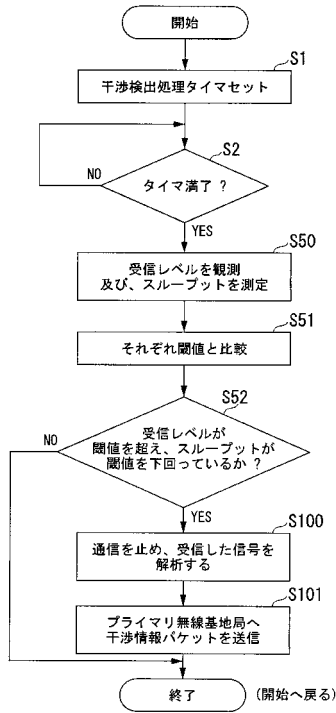 開始
S1
干渉検出処理タイマセット
S2
NO
タイマ満了 ?
YES
S50
受信レベルを観測
及び、スループットを測定
S51
それぞれ閾値と比較
S52
NO
受信レベルが
閾値を超え、スループットが
閾値を下回っているか ?
YES
S100
通信を止め、受信した信号を
解析する
S101
プライマリ無線基地局へ
干渉情報パケットを送信
終了
(開始へ戻る)